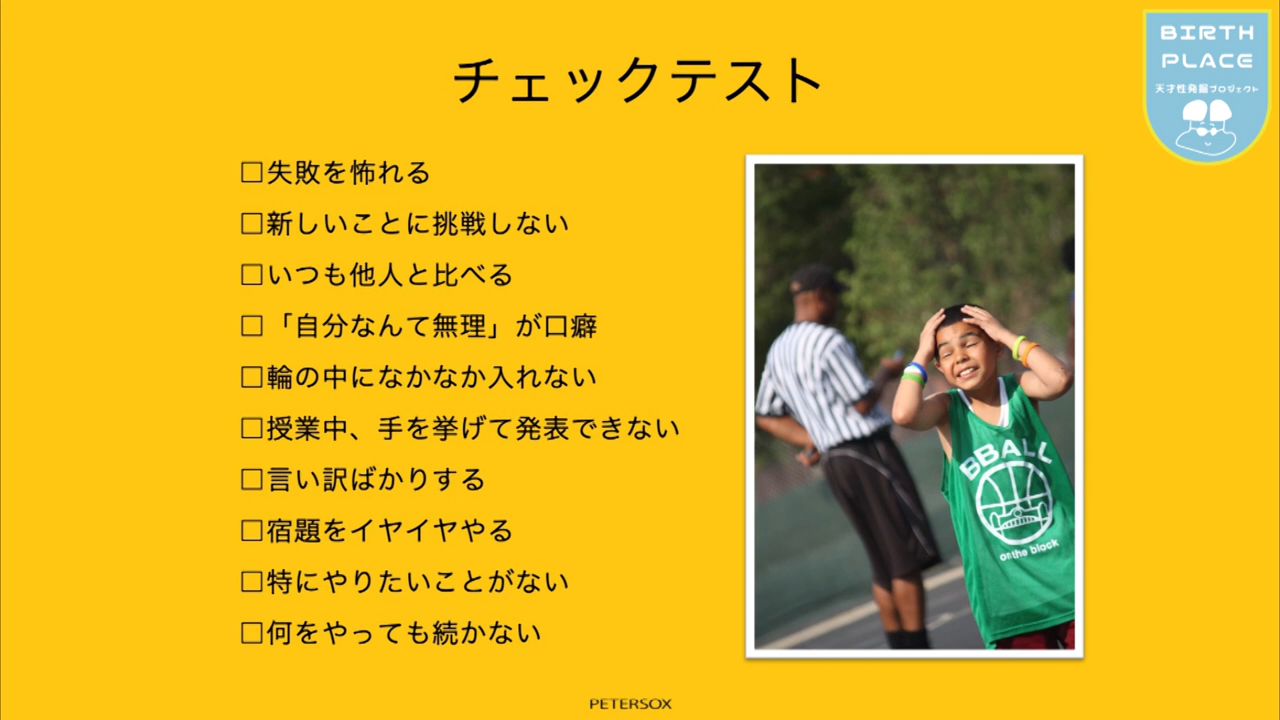 チェックテスト
BIRTH
PLACE
天才性発掘プロジェクト
□失敗を怖れる
□新しいことに挑戦しない
□いつも他人と比べる
□「自分なんて無理」が口癖
□輪の中になかなか入れない
□授業中、手を挙げて発表できない
□言い訳ばかりする
□宿題をイヤイヤやる
□特にやりたいことがない
□何をやっても続かない
BBALL
on the block
PETERSOX